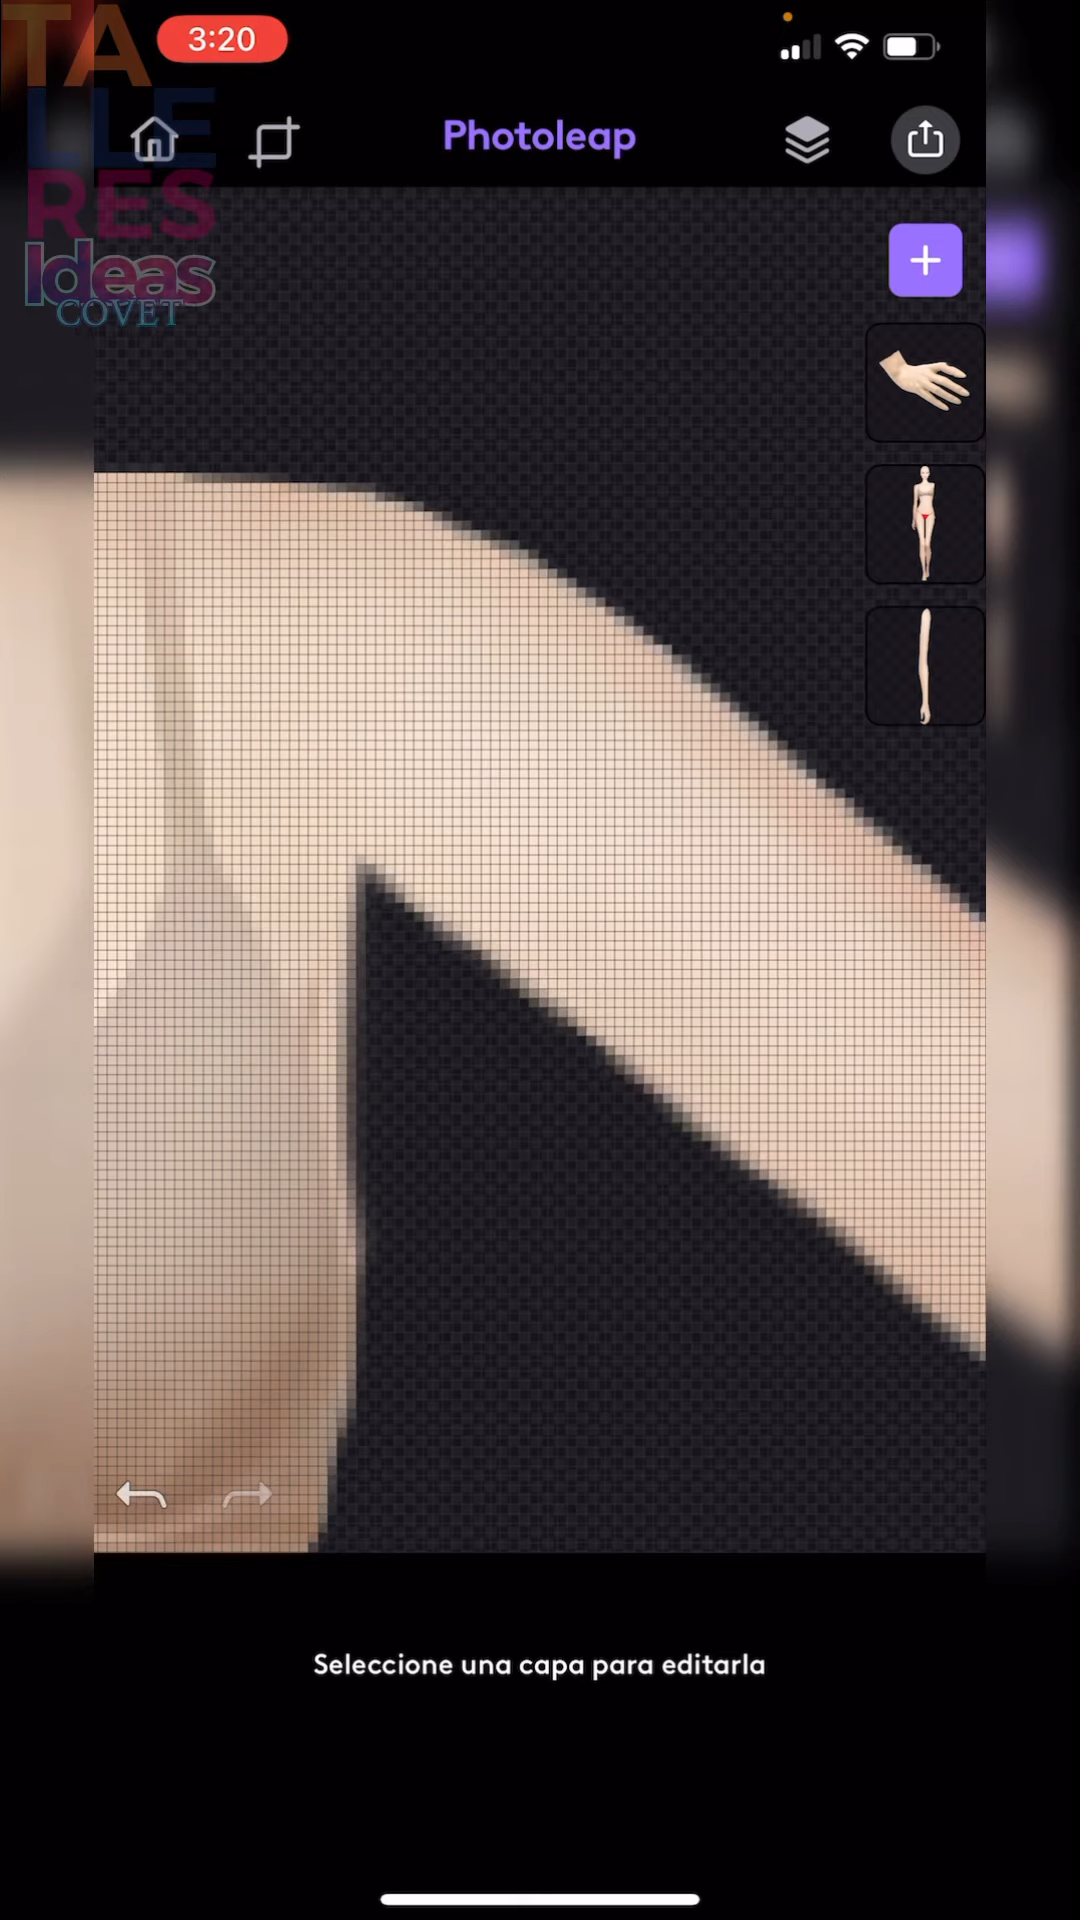 TA
LLE
RES
Ideas
COVET
3:20
Photoleap
Seleccione una capa para editarla